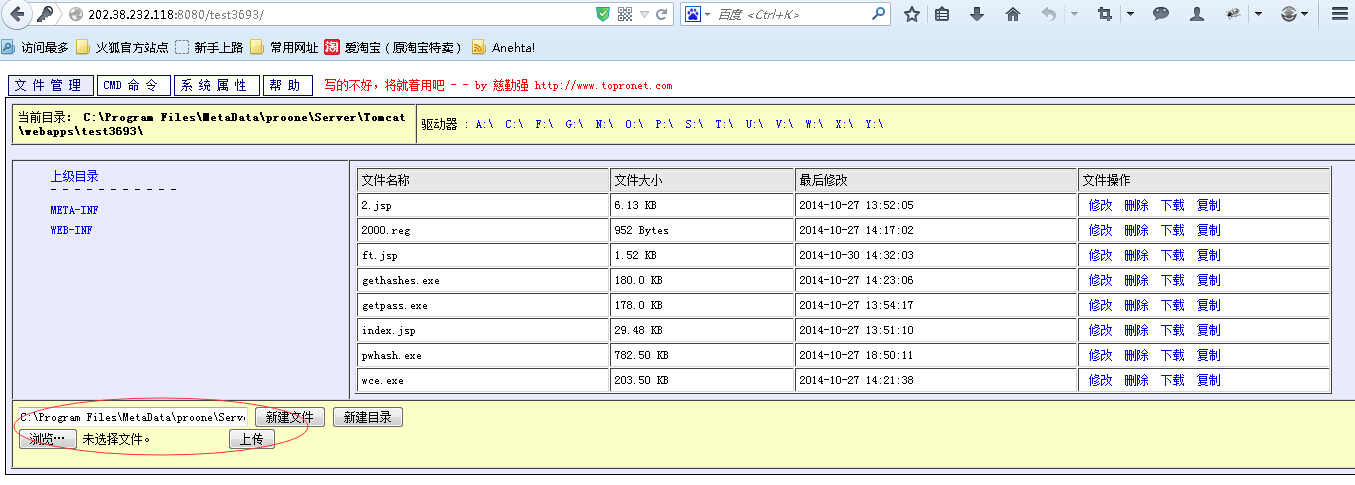 202.38.232.118:8080/test3693/
百度 <Ctrl+K>
访问最多 火狐官方站点 新手上路 常用网址 淘 爱淘宝（原淘宝特卖） Anehta!
文件管理 CMD 命令 系统属性 帮助 写的不好，将就着用吧 - - by 慈勤强 http://www.topronet.com
当前目录: C:\Program Files\MetaData\proone\Server\Tomcat
\webapps\test3693\
驱动器 : A:\ C:\ F:\ G:\ N:\ O:\ P:\ S:\ T:\ U:\ V:\ W:\ X:\ Y:\
上级目录
- - - - - - - - - - -
META-INF
WEB-INF
文件名称 文件大小 最后修改 文件操作
2.jsp 6.13 KB 2014-10-27 13:52:05 修改 删除 下载 复制
2000.reg 952 Bytes 2014-10-27 14:17:02 修改 删除 下载 复制
ft.jsp 1.52 KB 2014-10-30 14:32:03 修改 删除 下载 复制
gethashes.exe 180.0 KB 2014-10-27 14:23:06 修改 删除 下载 复制
getpass.exe 178.0 KB 2014-10-27 13:54:17 修改 删除 下载 复制
index.jsp 29.48 KB 2014-10-27 13:51:10 修改 删除 下载 复制
pwhash.exe 782.50 KB 2014-10-27 18:50:11 修改 删除 下载 复制
wce.exe 203.50 KB 2014-10-27 14:21:38 修改 删除 下载 复制
C:\Program Files\MetaData\proone\Serve 新建文件 新建目录
浏览… 未选择文件。 上传